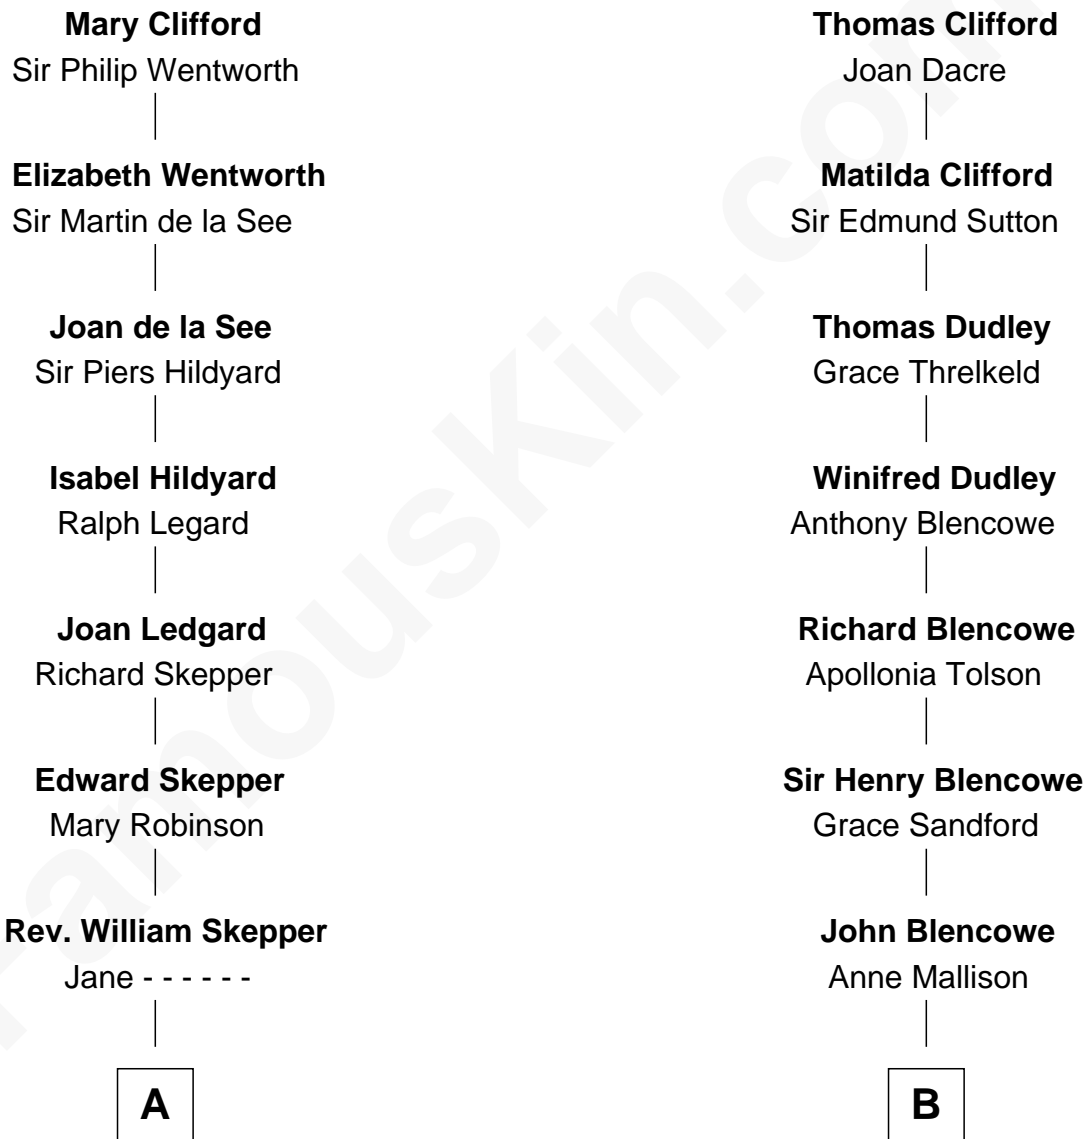 Mary Clifford
Sir Philip Wentworth
Elizabeth Wentworth
Sir Martin de la See
Joan de la See
Sir Piers Hildyard
Isabel Hildyard
Ralph Legard
Joan Ledgard
Richard Skepper
Edward Skepper
Mary Robinson
Rev. William Skepper
Jane - - - - - -
A
Thomas Clifford
Joan Dacre
Matilda Clifford
Sir Edmund Sutton
Thomas Dudley
Grace Threlkeld
Winifred Dudley
Anthony Blencowe
Richard Blencowe
Apollonia Tolson
Sir Henry Blencowe
Grace Sandford
John Blencowe
Anne Mallison
B
FamousKin.com